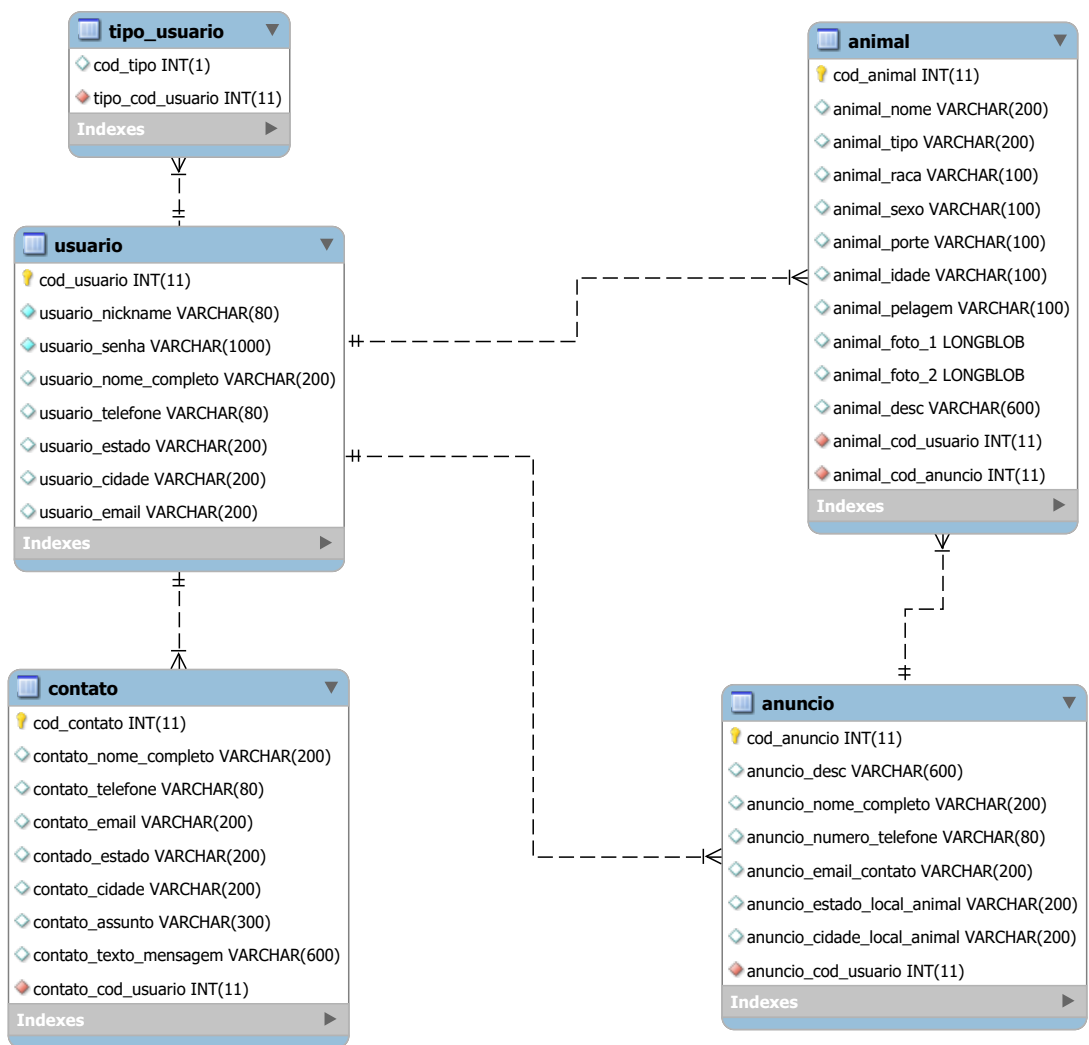 tipo_usuario
cod_tipo INT(1)
tipo_cod_usuario INT(11)
Indexes
usuario
cod_usuario INT(11)
usuario_nickname VARCHAR(80)
usuario_senha VARCHAR(1000)
usuario_nome_completo VARCHAR(200)
usuario_telefone VARCHAR(80)
usuario_estado VARCHAR(200)
usuario_cidade VARCHAR(200)
usuario_email VARCHAR(200)
Indexes
contato
cod_contato INT(11)
contato_nome_completo VARCHAR(200)
contato_telefone VARCHAR(80)
contato_email VARCHAR(200)
contado_estado VARCHAR(200)
contato_cidade VARCHAR(200)
contato_assunto VARCHAR(300)
contato_texto_mensagem VARCHAR(600)
contato_cod_usuario INT(11)
Indexes
animal
cod_animal INT(11)
animal_nome VARCHAR(200)
animal_tipo VARCHAR(200)
animal_raca VARCHAR(100)
animal_sexo VARCHAR(100)
animal_porte VARCHAR(100)
animal_idade VARCHAR(100)
animal_pelagem VARCHAR(100)
animal_foto_1 LONGBLOB
animal_foto_2 LONGBLOB
animal_desc VARCHAR(600)
animal_cod_usuario INT(11)
animal_cod_anuncio INT(11)
Indexes
anuncio
cod_anuncio INT(11)
anuncio_desc VARCHAR(600)
anuncio_nome_completo VARCHAR(200)
anuncio_numero_telefone VARCHAR(80)
anuncio_email_contato VARCHAR(200)
anuncio_estado_local_animal VARCHAR(200)
anuncio_cidade_local_animal VARCHAR(200)
anuncio_cod_usuario INT(11)
Indexes